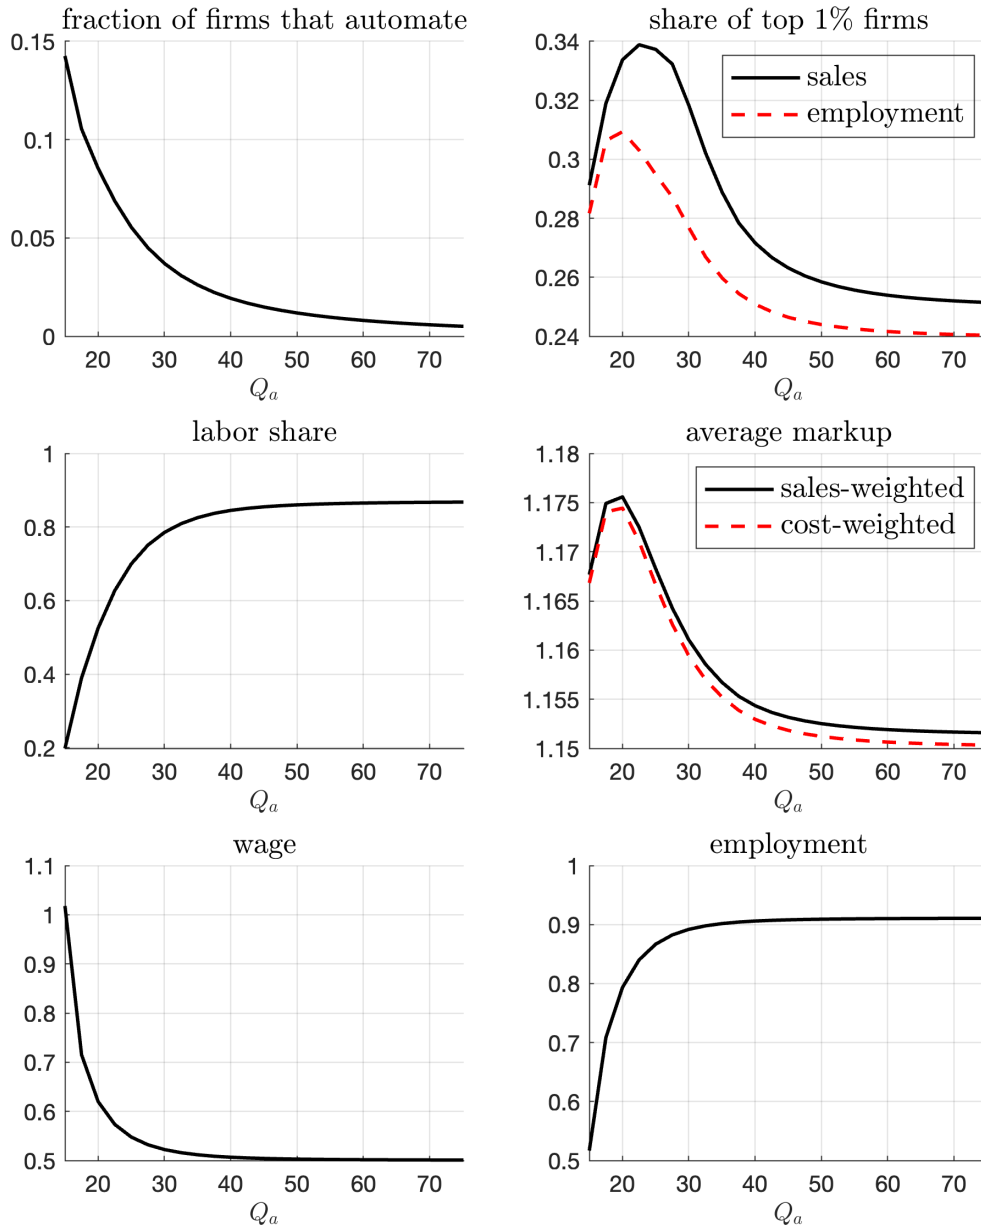 fraction of firms that automate
0.15
0.1
0.05
0
20 30 40 50 60 70
Q_a
share of top 1% firms
0.34
0.32
0.3
0.28
0.26
0.24
sales
employment
20 30 40 50 60 70
Q_a
labor share
1
0.8
0.6
0.4
0.2
20 30 40 50 60 70
Q_a
average markup
1.18
1.175
1.17
1.165
1.16
1.155
1.15
sales-weighted
cost-weighted
20 30 40 50 60 70
Q_a
wage
1.1
1
0.9
0.8
0.7
0.6
0.5
20 30 40 50 60 70
Q_a
employment
1
0.9
0.8
0.7
0.6
0.5
20 30 40 50 60 70
Q_a